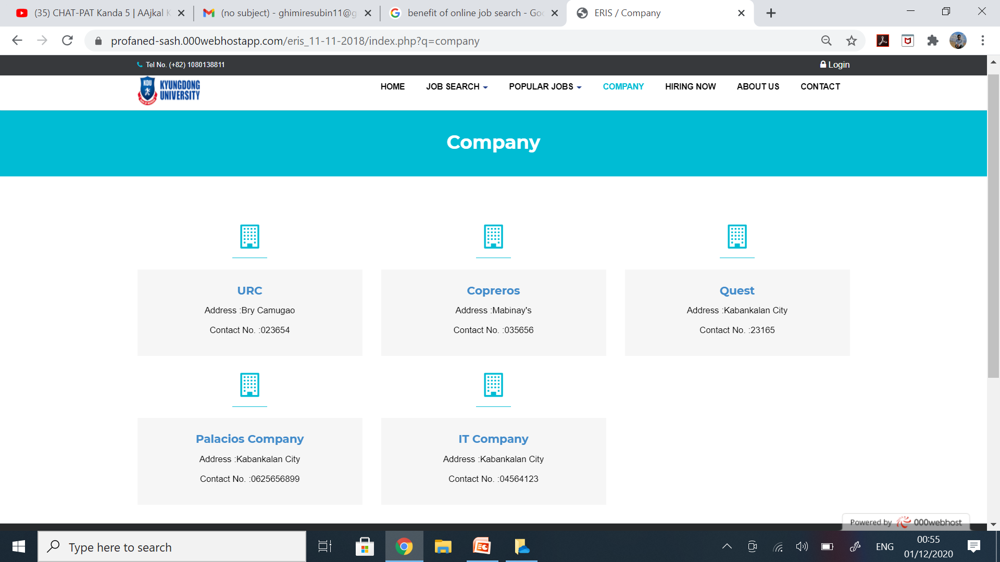 (35) CHAT-PAT Kanda 5 | AAjkal K
(no subject) - ghimiresubin11@g
benefit of online job search - Goo
ERIS / Company
profaned-sash.000webhostapp.com/eris_11-11-2018/index.php?q=company
Tel No. (+82) 1080138811
Login
KDU
KYUNGDONG
UNIVERSITY
HOME
JOB SEARCH
POPULAR JOBS
COMPANY
HIRING NOW
ABOUT US
CONTACT
Company
URC
Address :Bry Camugao
Contact No. :023654
Copreros
Address :Mabinay's
Contact No. :035656
Quest
Address :Kabankalan City
Contact No. :23165
Palacios Company
Address :Kabankalan City
Contact No. :0625656899
IT Company
Address :Kabankalan City
Contact No. :04564123
Powered by 000webhost
Type here to search
ENG
00:55
01/12/2020